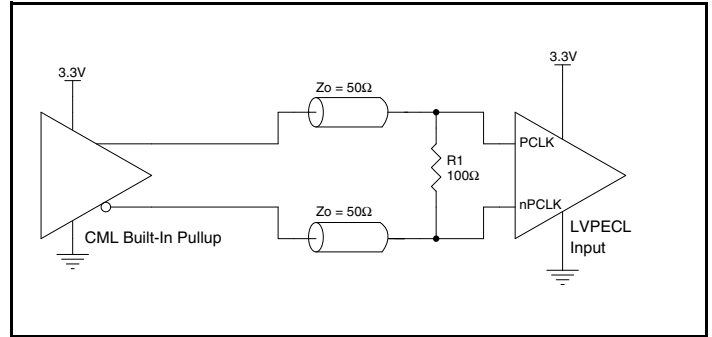 3.3V
Zo = 50Ω
3.3V
PCLK
R1
100Ω
nPCLK
Zo = 50Ω
CML Built-In Pullup
LVPECL
Input